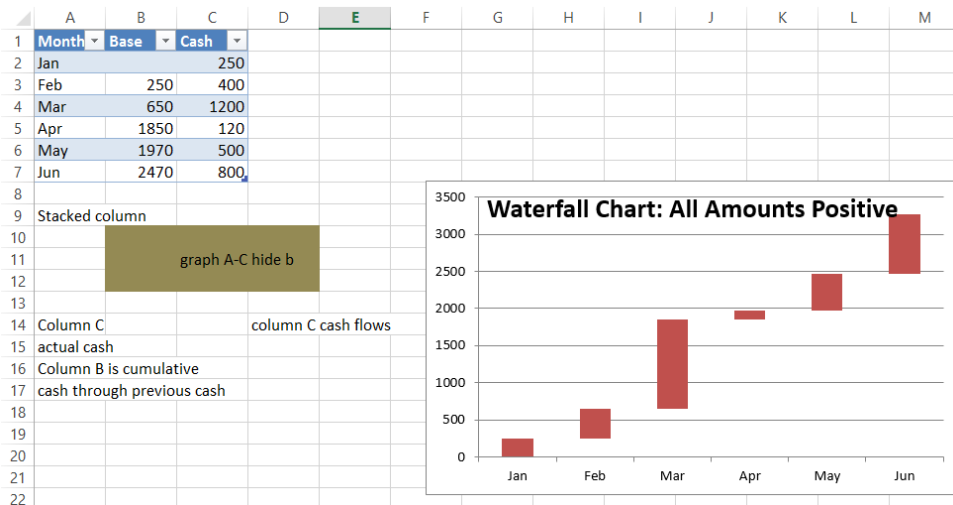 A B C D E F G H I J K L M
1 Month Base Cash
2 Jan 250
3 Feb 250 400
4 Mar 650 1200
5 Apr 1850 120
6 May 1970 500
7 Jun 2470 800
8
9 Stacked column
10
11 graph A-C hide b
12
13
14 Column C column C cash flows
15 actual cash
16 Column B is cumulative
17 cash through previous cash
18
19
20
21
22
Waterfall Chart: All Amounts Positive
3500
3000
2500
2000
1500
1000
500
0
Jan Feb Mar Apr May Jun